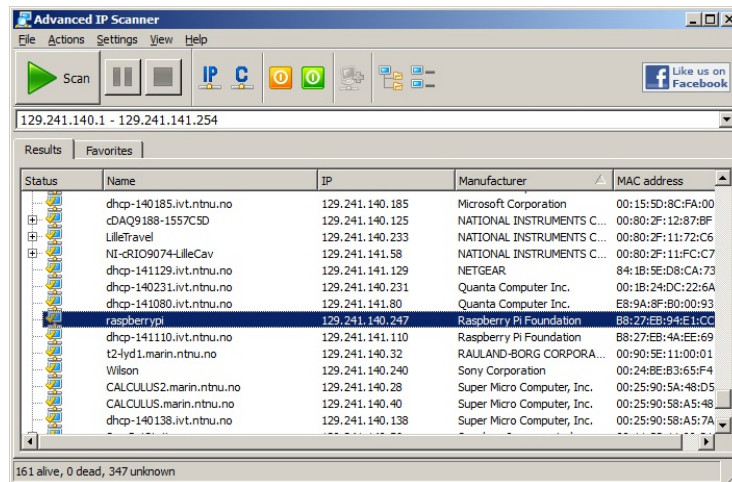 Advanced IP Scanner
File Actions Settings View Help
Scan
IP C
Like us on
Facebook
129.241.140.1 - 129.241.141.254
Results Favorites
Status Name IP Manufacturer MAC address
dhcp-140185.ivt.ntnu.no 129.241.140.185 Microsoft Corporation 00:15:5D:8C:FA:00
cDAQ9188-1557C5D 129.241.140.125 NATIONAL INSTRUMENTS C... 00:80:2F:12:87:BF
LilleTravel 129.241.140.233 NATIONAL INSTRUMENTS C... 00:80:2F:11:72:C6
NI-cRIO9074-LilleCav 129.241.141.58 NATIONAL INSTRUMENTS C... 00:80:2F:11:FC:C7
dhcp-141129.ivt.ntnu.no 129.241.141.129 NETGEAR 84:1B:5E:D8:CA:73
dhcp-140231.ivt.ntnu.no 129.241.140.231 Quanta Computer Inc. 00:1B:24:DC:22:6A
dhcp-141080.ivt.ntnu.no 129.241.141.80 Quanta Computer Inc. E8:9A:8F:B0:00:93
raspberrypi 129.241.140.247 Raspberry Pi Foundation B8:27:EB:94:E1:CC
dhcp-141110.ivt.ntnu.no 129.241.141.110 Raspberry Pi Foundation B8:27:EB:4A:EE:69
t2-lyd1.marin.ntnu.no 129.241.140.32 RAULAND-BORG CORPORA... 00:90:5E:11:00:01
Wilson 129.241.140.240 Sony Corporation 00:24:BE:B3:65:F4
CALCULUS2.marin.ntnu.no 129.241.140.28 Super Micro Computer, Inc. 00:25:90:5A:48:D5
CALCULUS.marin.ntnu.no 129.241.140.40 Super Micro Computer, Inc. 00:25:90:58:A5:48
dhcp-140138.ivt.ntnu.no 129.241.140.138 Super Micro Computer, Inc. 00:25:90:58:A5:7A
161 alive, 0 dead, 347 unknown